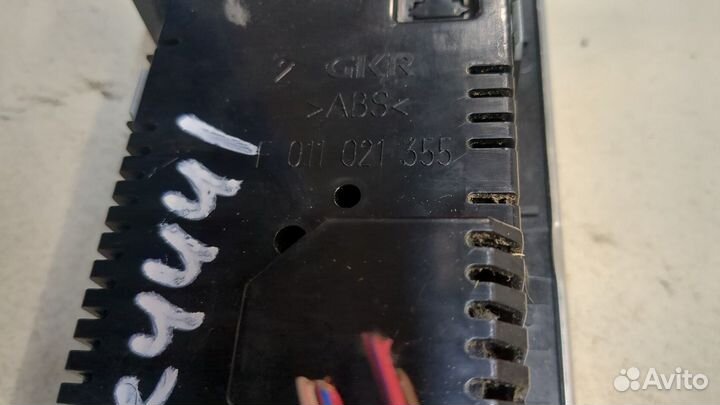 GKR
>ABS<
F 011 021 355
Avito